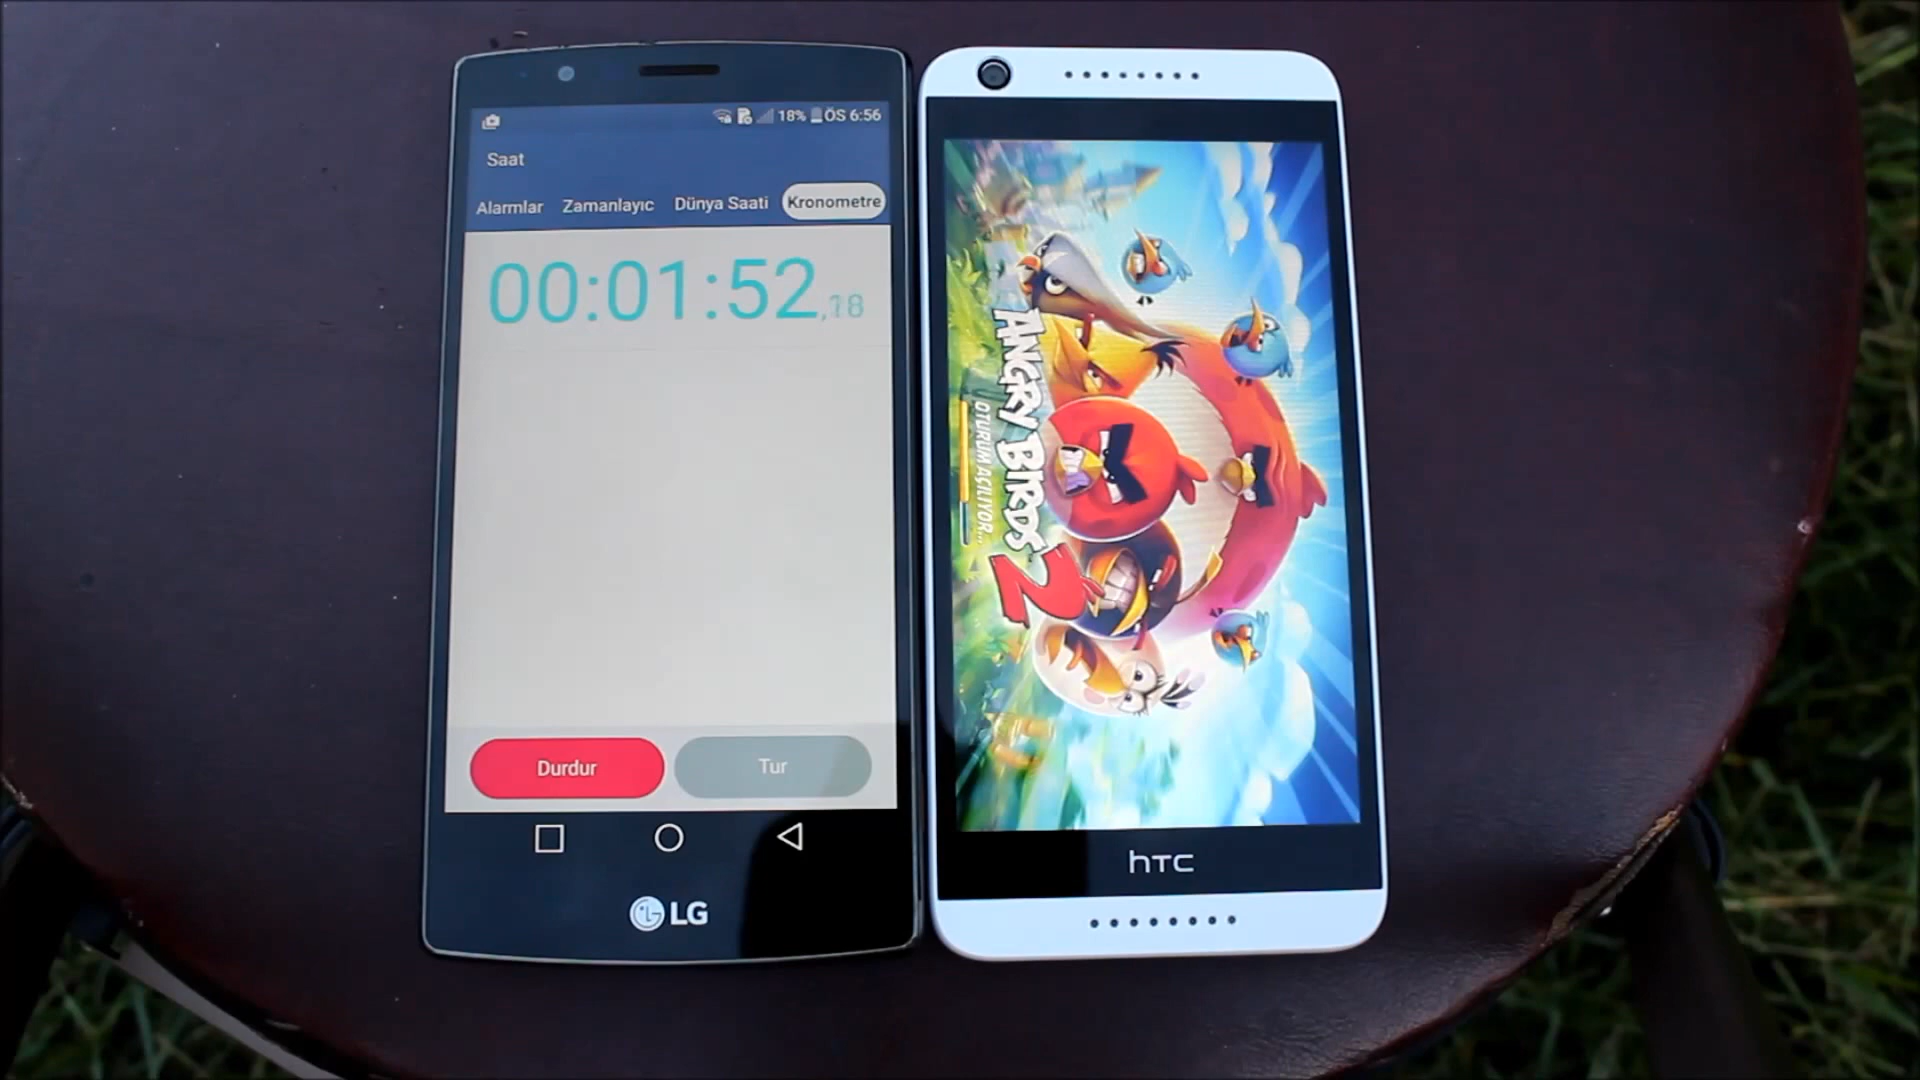 18% ÖS 6:56
Saat
Alarmlar Zamanlayıc Dünya Saati Kronometre
00:01:52
Durdur Tur
LG
ANGRY BIRDS 2
OTURUM AÇILIYOR...
hTC